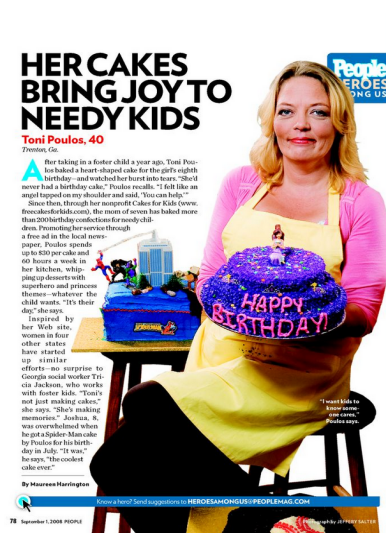 HER CAKES
BRING JOY TO
NEEDY KIDS
Toni Poulos, 40
Trenton, Ga.
After taking in a foster child a year ago, Toni Pou-
los baked a heart-shaped cake for the girl's eighth
birthday—and watched her burst into tears. "She'd
never had a birthday cake," Poulos recalls. "I felt like an
angel tapped on my shoulder and said, 'You can help.'"
Since then, through her nonprofit Cakes for Kids (www.
freecakesforkids.com), the mom of seven has baked more
than 200 birthday confections for needy chil-
dren. Promoting her service through
a free ad in the local news-
paper, Poulos spends
up to $30 per cake and
60 hours a week in
her kitchen, whip-
ping up desserts with
superhero and princess
themes—whatever the
child wants. "It's their
day," she says.
Inspired by
her Web site,
women in four
other states
have started
up similar
efforts—no surprise to
Georgia social worker Tri-
cia Jackson, who works
with foster kids. "Toni's
not just making cakes,"
she says. "She's making
memories." Joshua, 8,
was overwhelmed when
he got a Spider-Man cake
by Poulos for his birth-
day in July. "It was,"
he says, "the coolest
cake ever."
By Maureen Harrington
People
HEROES
AMONG US
HAPPY
BIRTHDAY!
"I want kids to
know some-
one cares,"
Poulos says.
Know a hero? Send suggestions to HEROESAMONGUS@PEOPLEMAG.COM
78 September 1, 2008 PEOPLE
Photograph by JEFFERY SALTER